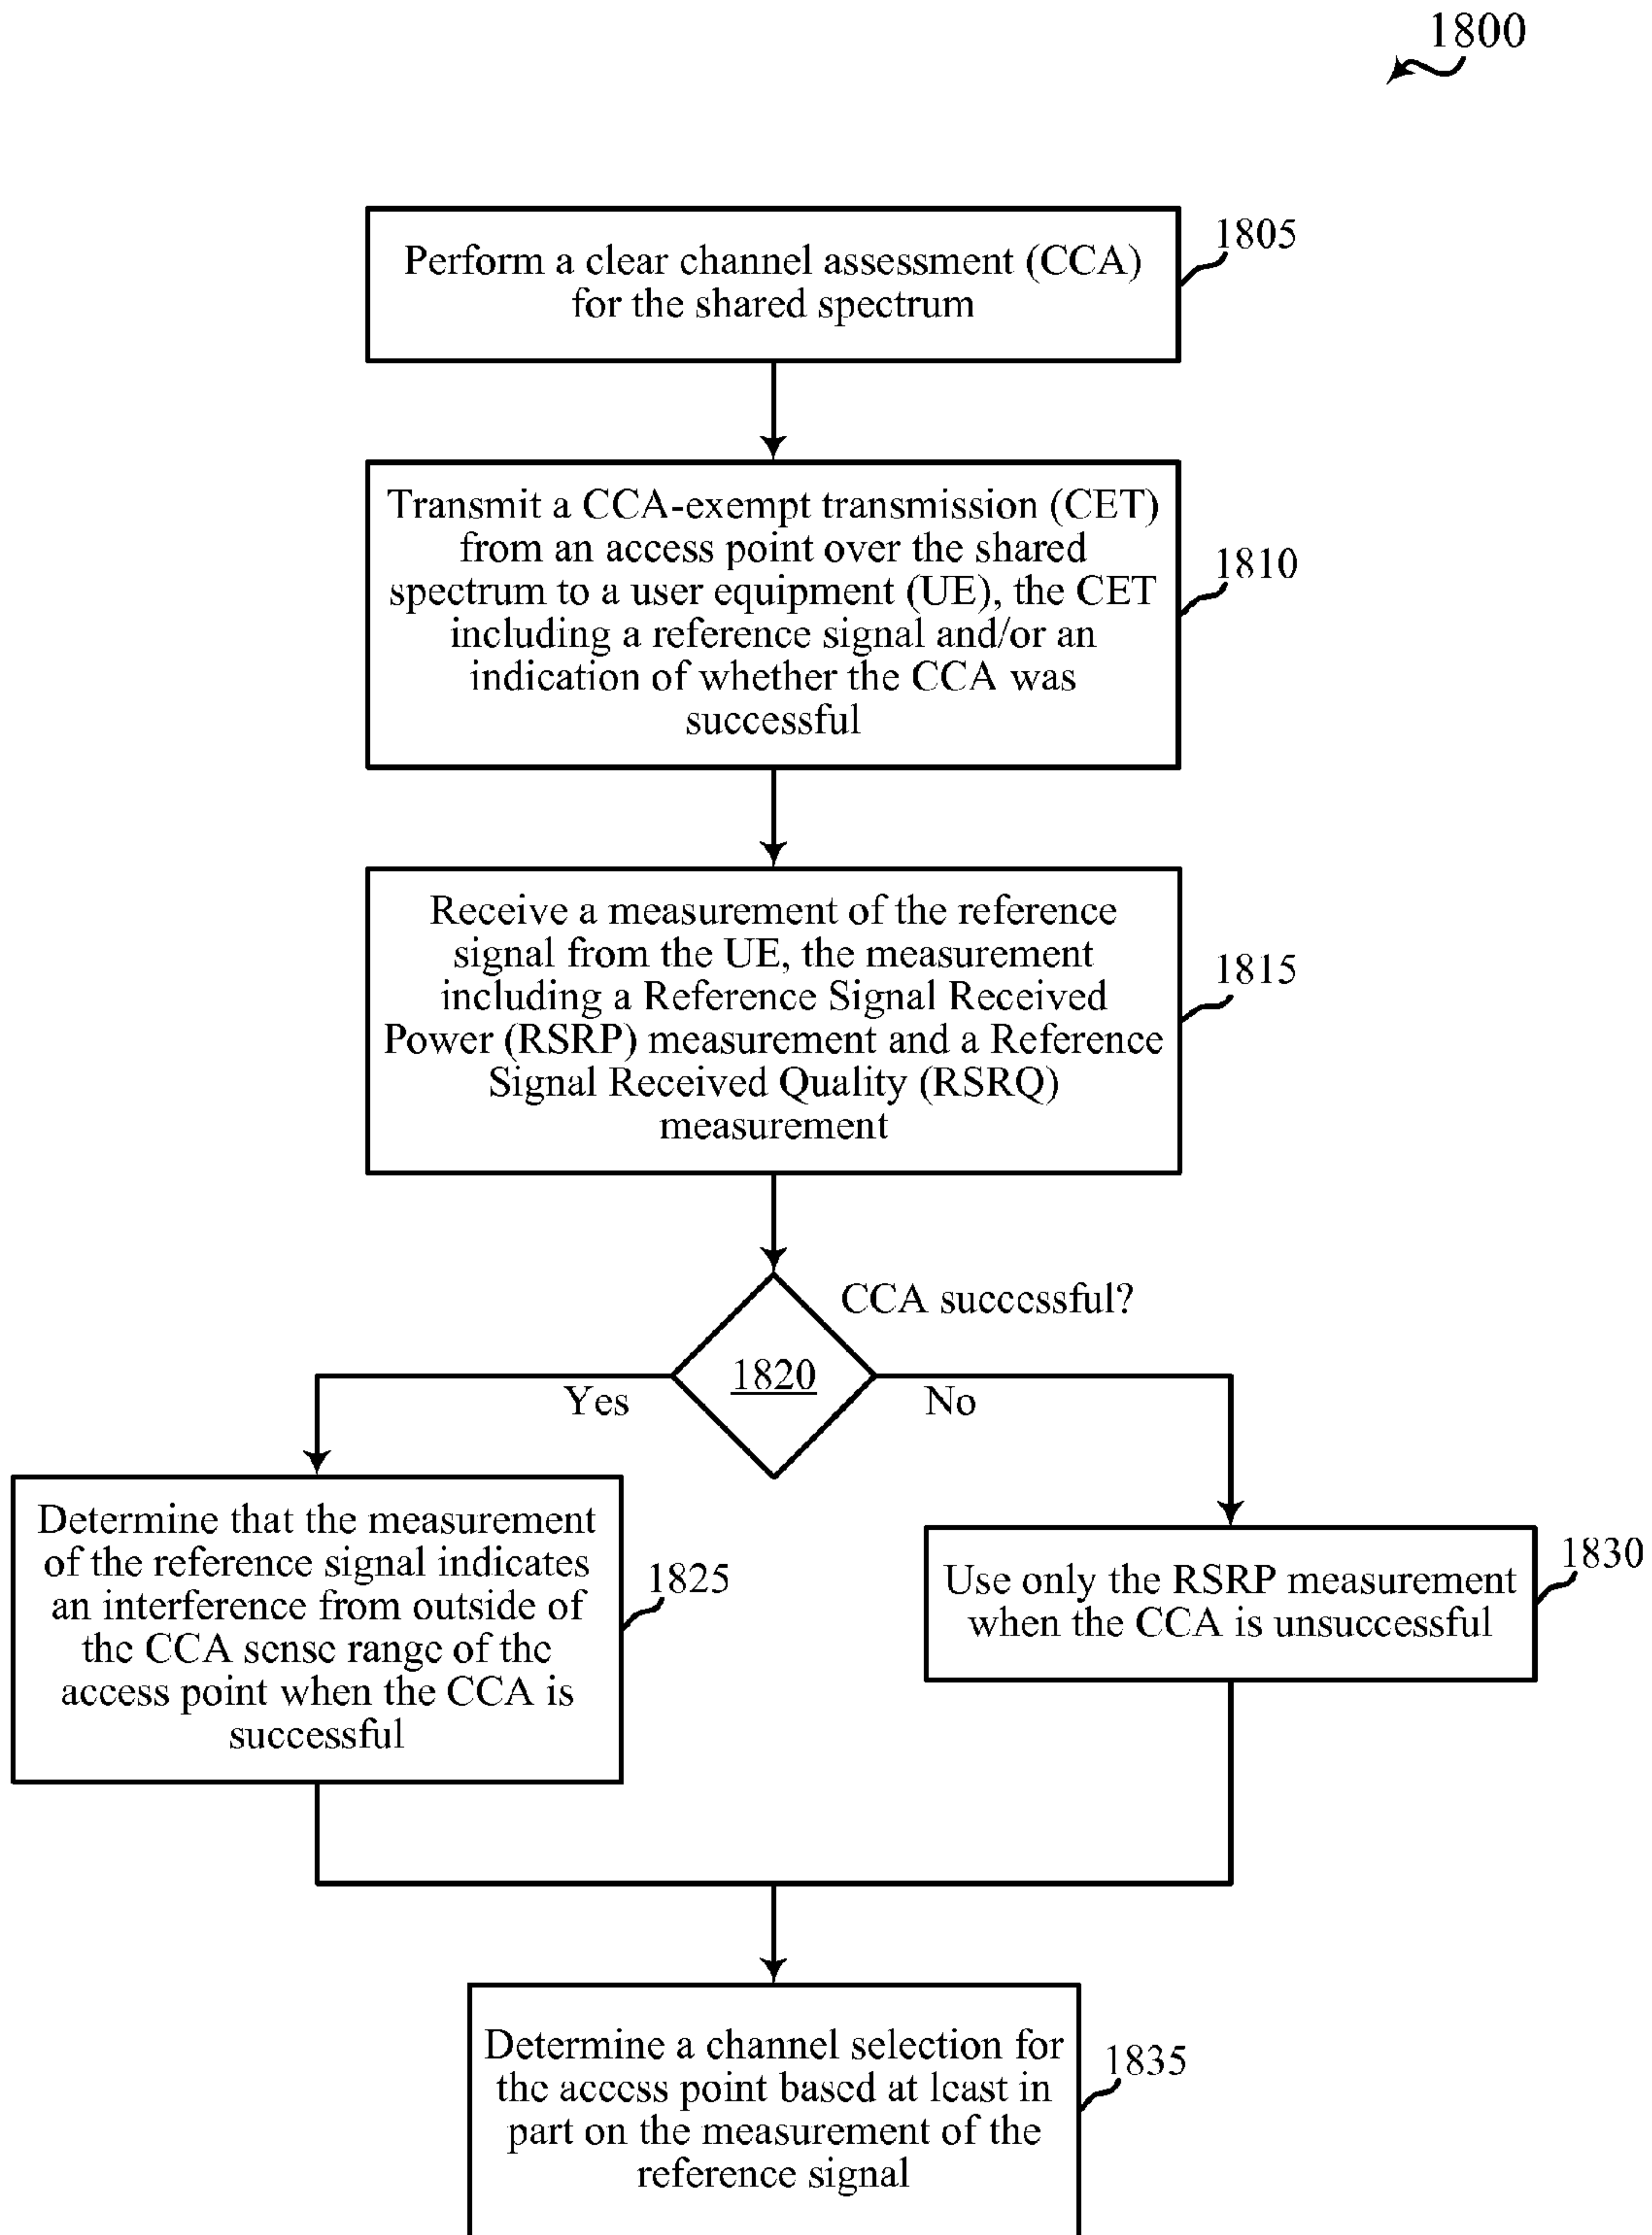 1800
Perform a clear channel assessment (CCA)
for the shared spectrum
1805
Transmit a CCA-exempt transmission (CET)
from an access point over the shared
spectrum to a user equipment (UE), the CET
including a reference signal and/or an
indication of whether the CCA was
successful
1810
Receive a measurement of the reference
signal from the UE, the measurement
including a Reference Signal Received
Power (RSRP) measurement and a Reference
Signal Received Quality (RSRQ)
measurement
1815
CCA successful?
1820
Yes
No
Determine that the measurement
of the reference signal indicates
an interference from outside of
the CCA sense range of the
access point when the CCA is
successful
1825
Use only the RSRP measurement
when the CCA is unsuccessful
1830
Determine a channel selection for
the access point based at least in
part on the measurement of the
reference signal
1835